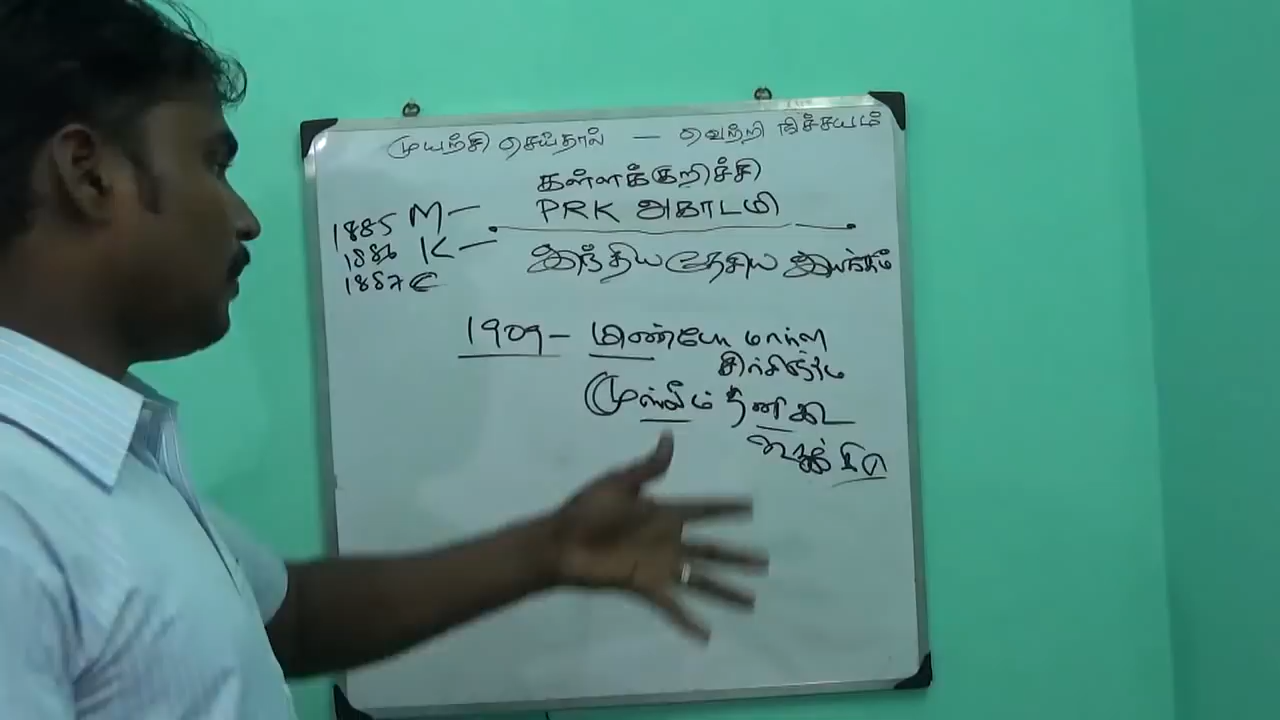 முயற்சி செய்தால் — வெற்றி நிச்சயம்
கள்ளக்குறிச்சி
PRK அகாடமி
1885 M —
1886 K —
1887 C
இந்திய தேசிய இயக்கம்
1909 – மிண்டோ மார்லி
சீர்திருத்தம்
முஸ்லீம் தனி